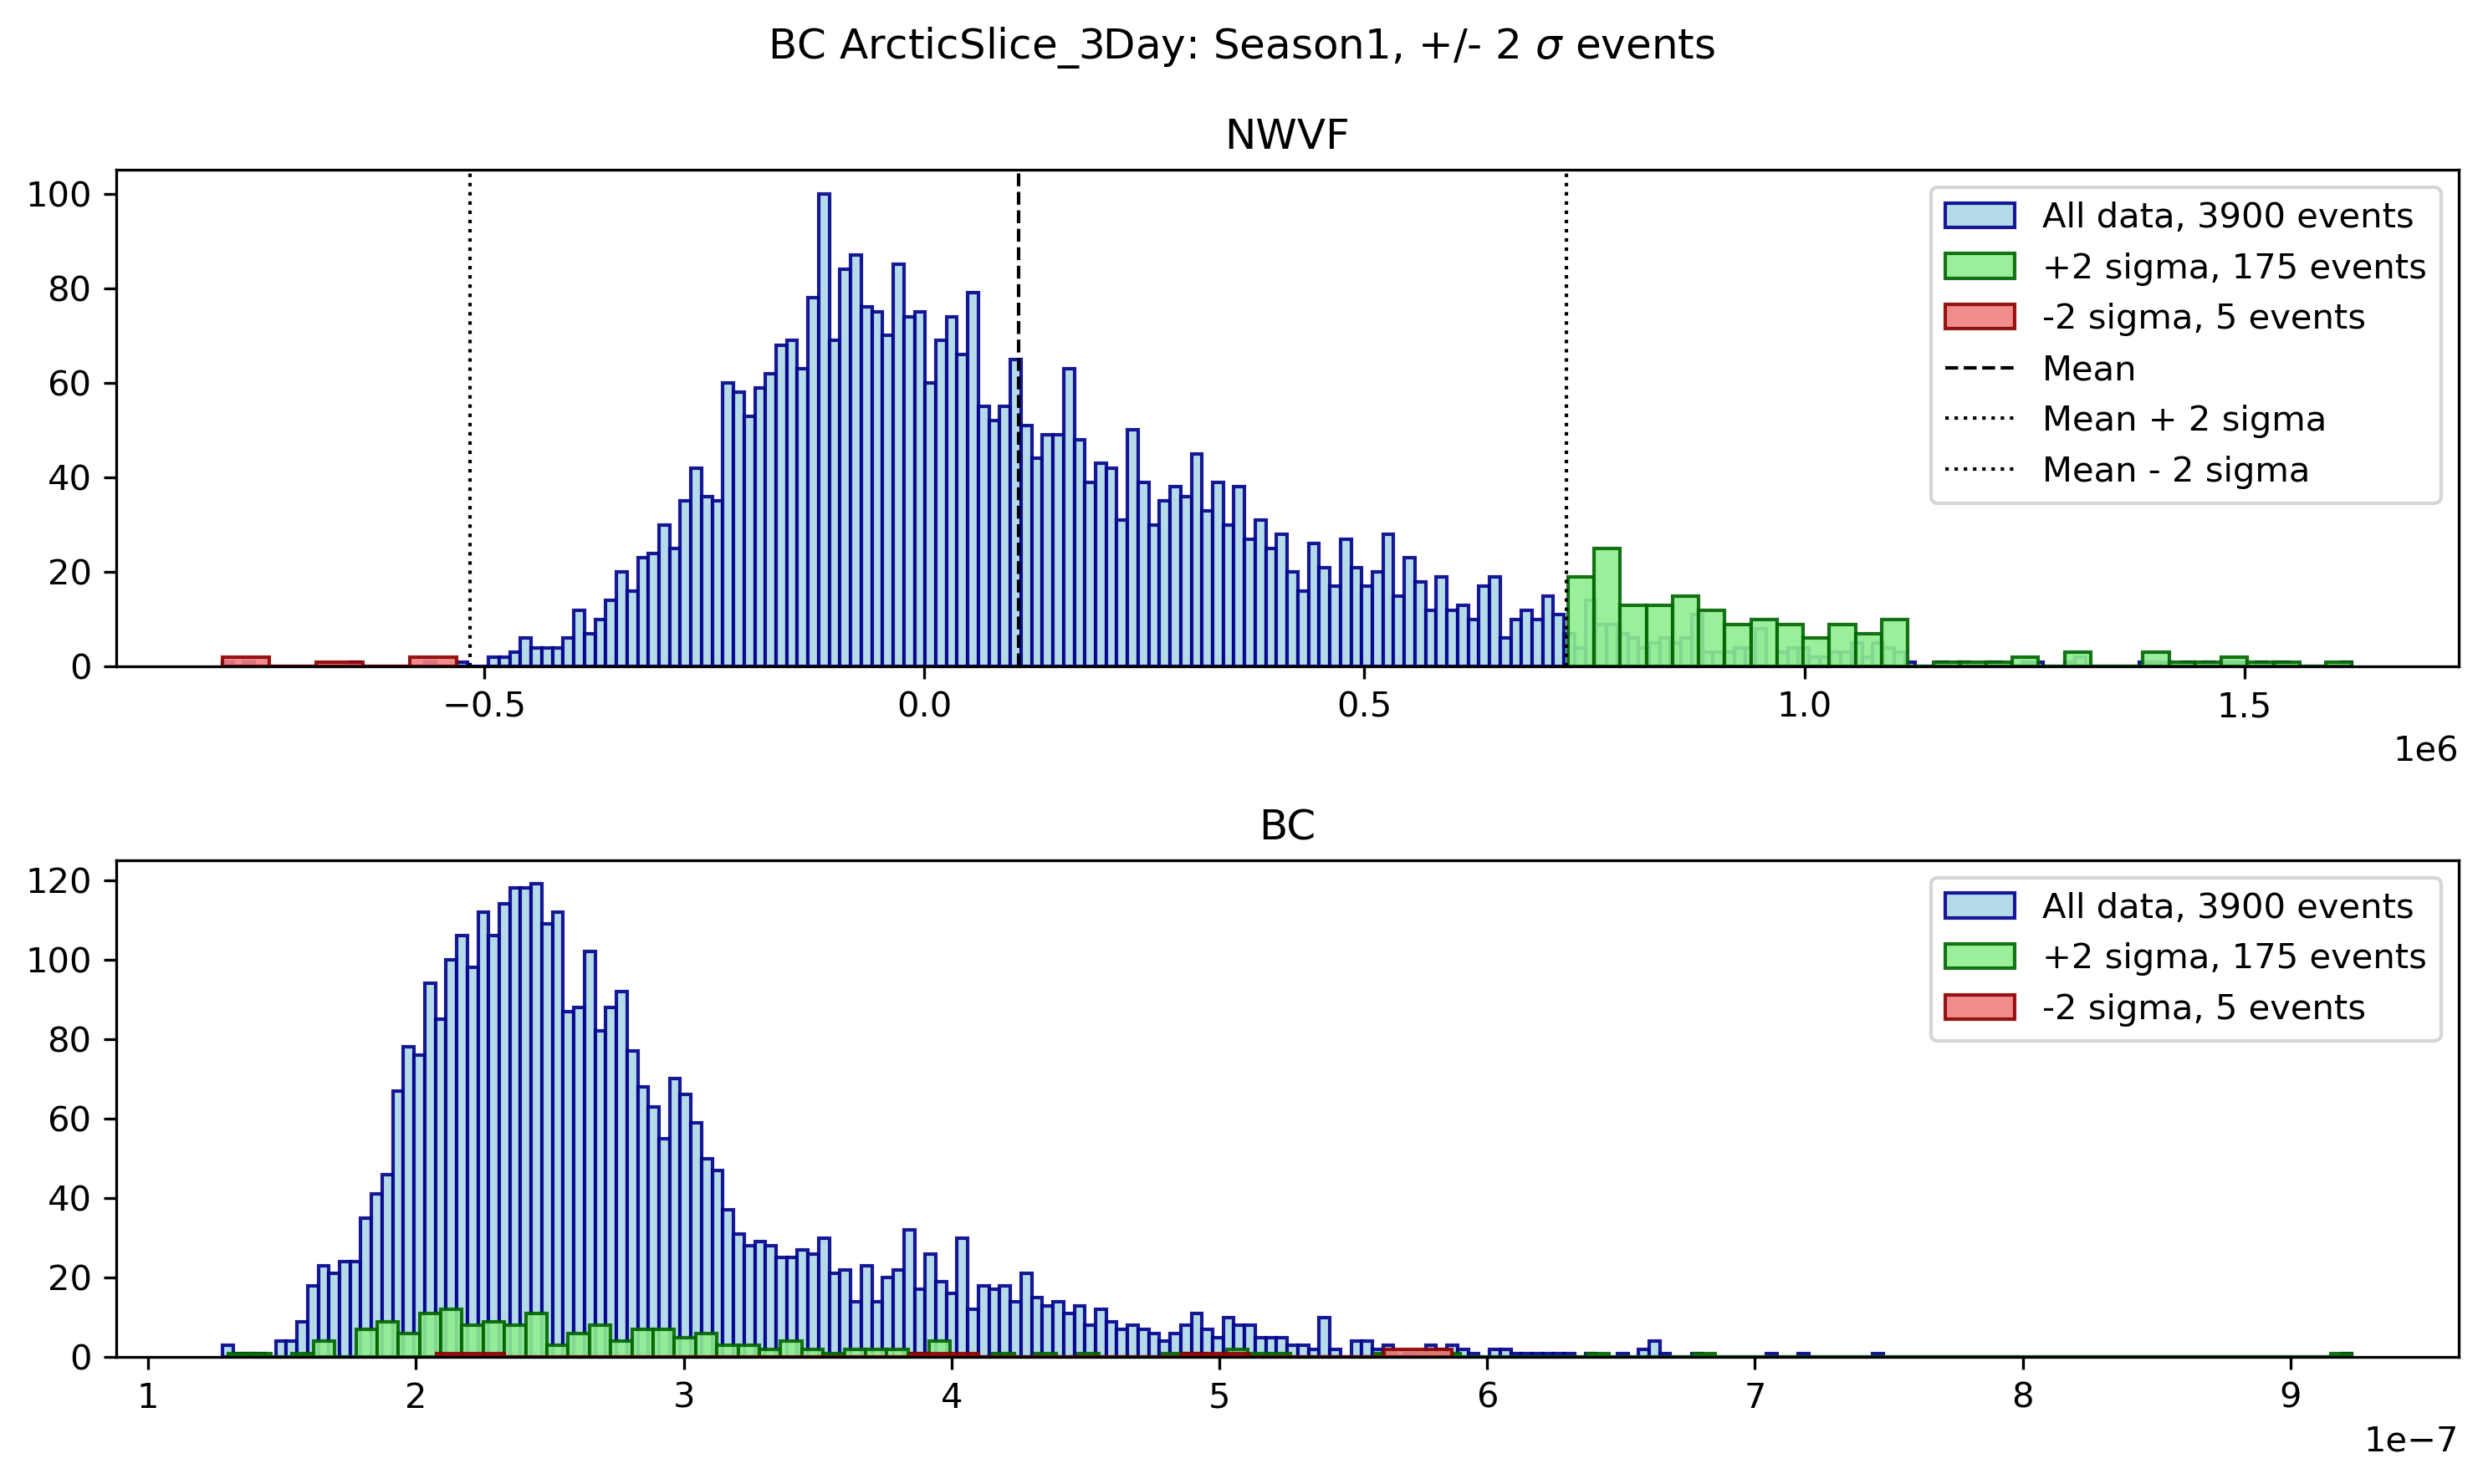 BC ArcticSlice_3Day: Season1, +/- 2 σ events
NWVF
100
80
60
40
20
0
All data, 3900 events
+2 sigma, 175 events
-2 sigma, 5 events
Mean
Mean + 2 sigma
Mean - 2 sigma
−0.5 0.0 0.5 1.0 1.5
1e6
BC
120
100
80
60
40
20
0
All data, 3900 events
+2 sigma, 175 events
-2 sigma, 5 events
1 2 3 4 5 6 7 8 9
1e−7